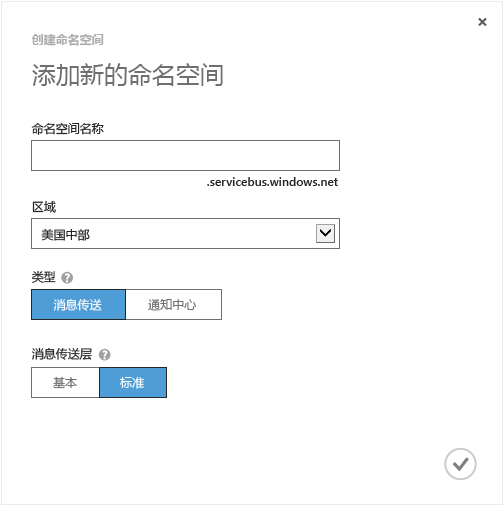 创建命名空间
添加新的命名空间
命名空间名称
.servicebus.windows.net
区域
美国中部
类型 ?
消息传送 通知中心
消息传送层 ?
基本 标准